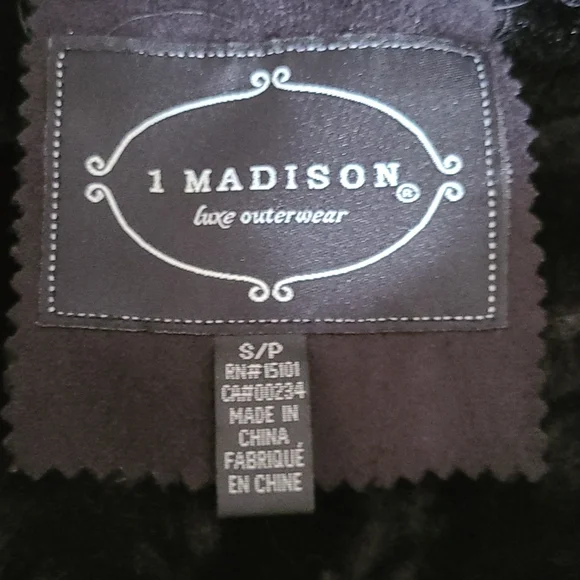 1 MADISON®
luxe outerwear
S/P
RN#15101
CA#00234
MADE IN
CHINA
FABRIQUÉ
EN CHINE